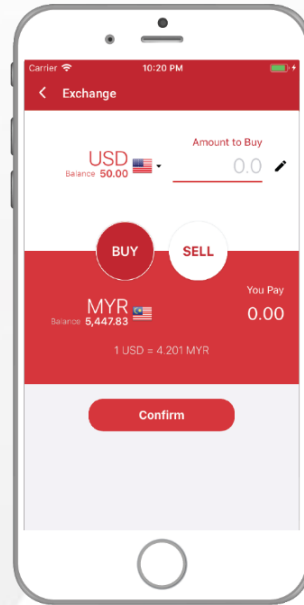 Carrier 10:20 PM
Exchange
Amount to Buy
USD 0.0
Balance 50.00
BUY SELL
You Pay
MYR 0.00
Balance 5,447.83
1 USD = 4.201 MYR
Confirm